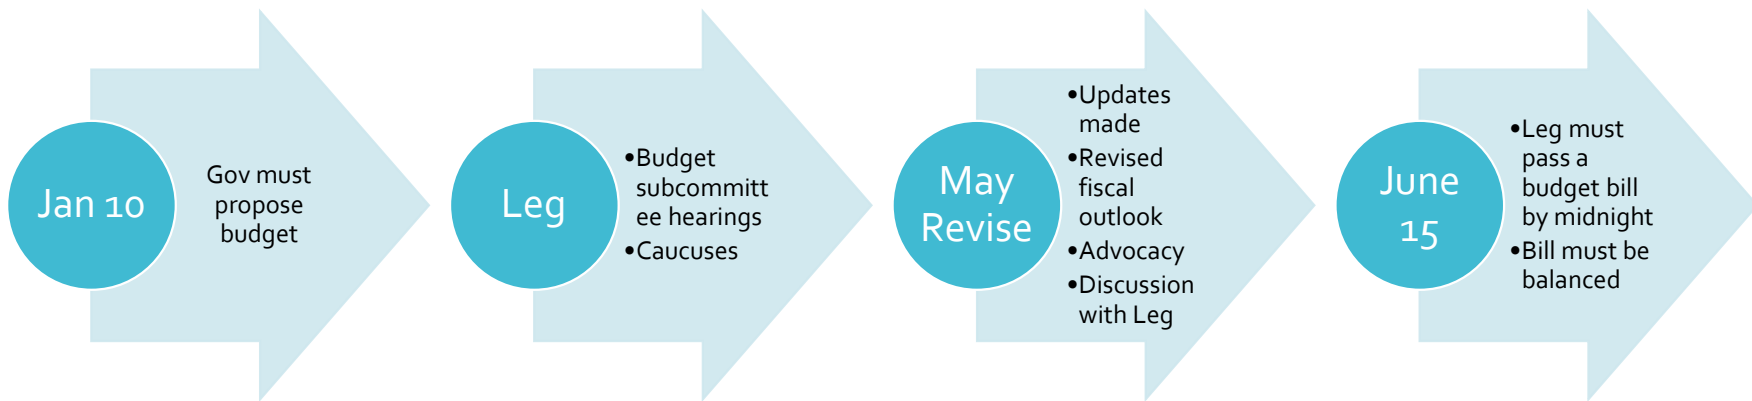 Jan 10
Gov must
propose
budget
Leg
•Budget
subcommitt
ee hearings
•Caucuses
May
Revise
•Updates
made
•Revised
fiscal
outlook
•Advocacy
•Discussion
with Leg
June
15
•Leg must
pass a
budget bill
by midnight
•Bill must be
balanced